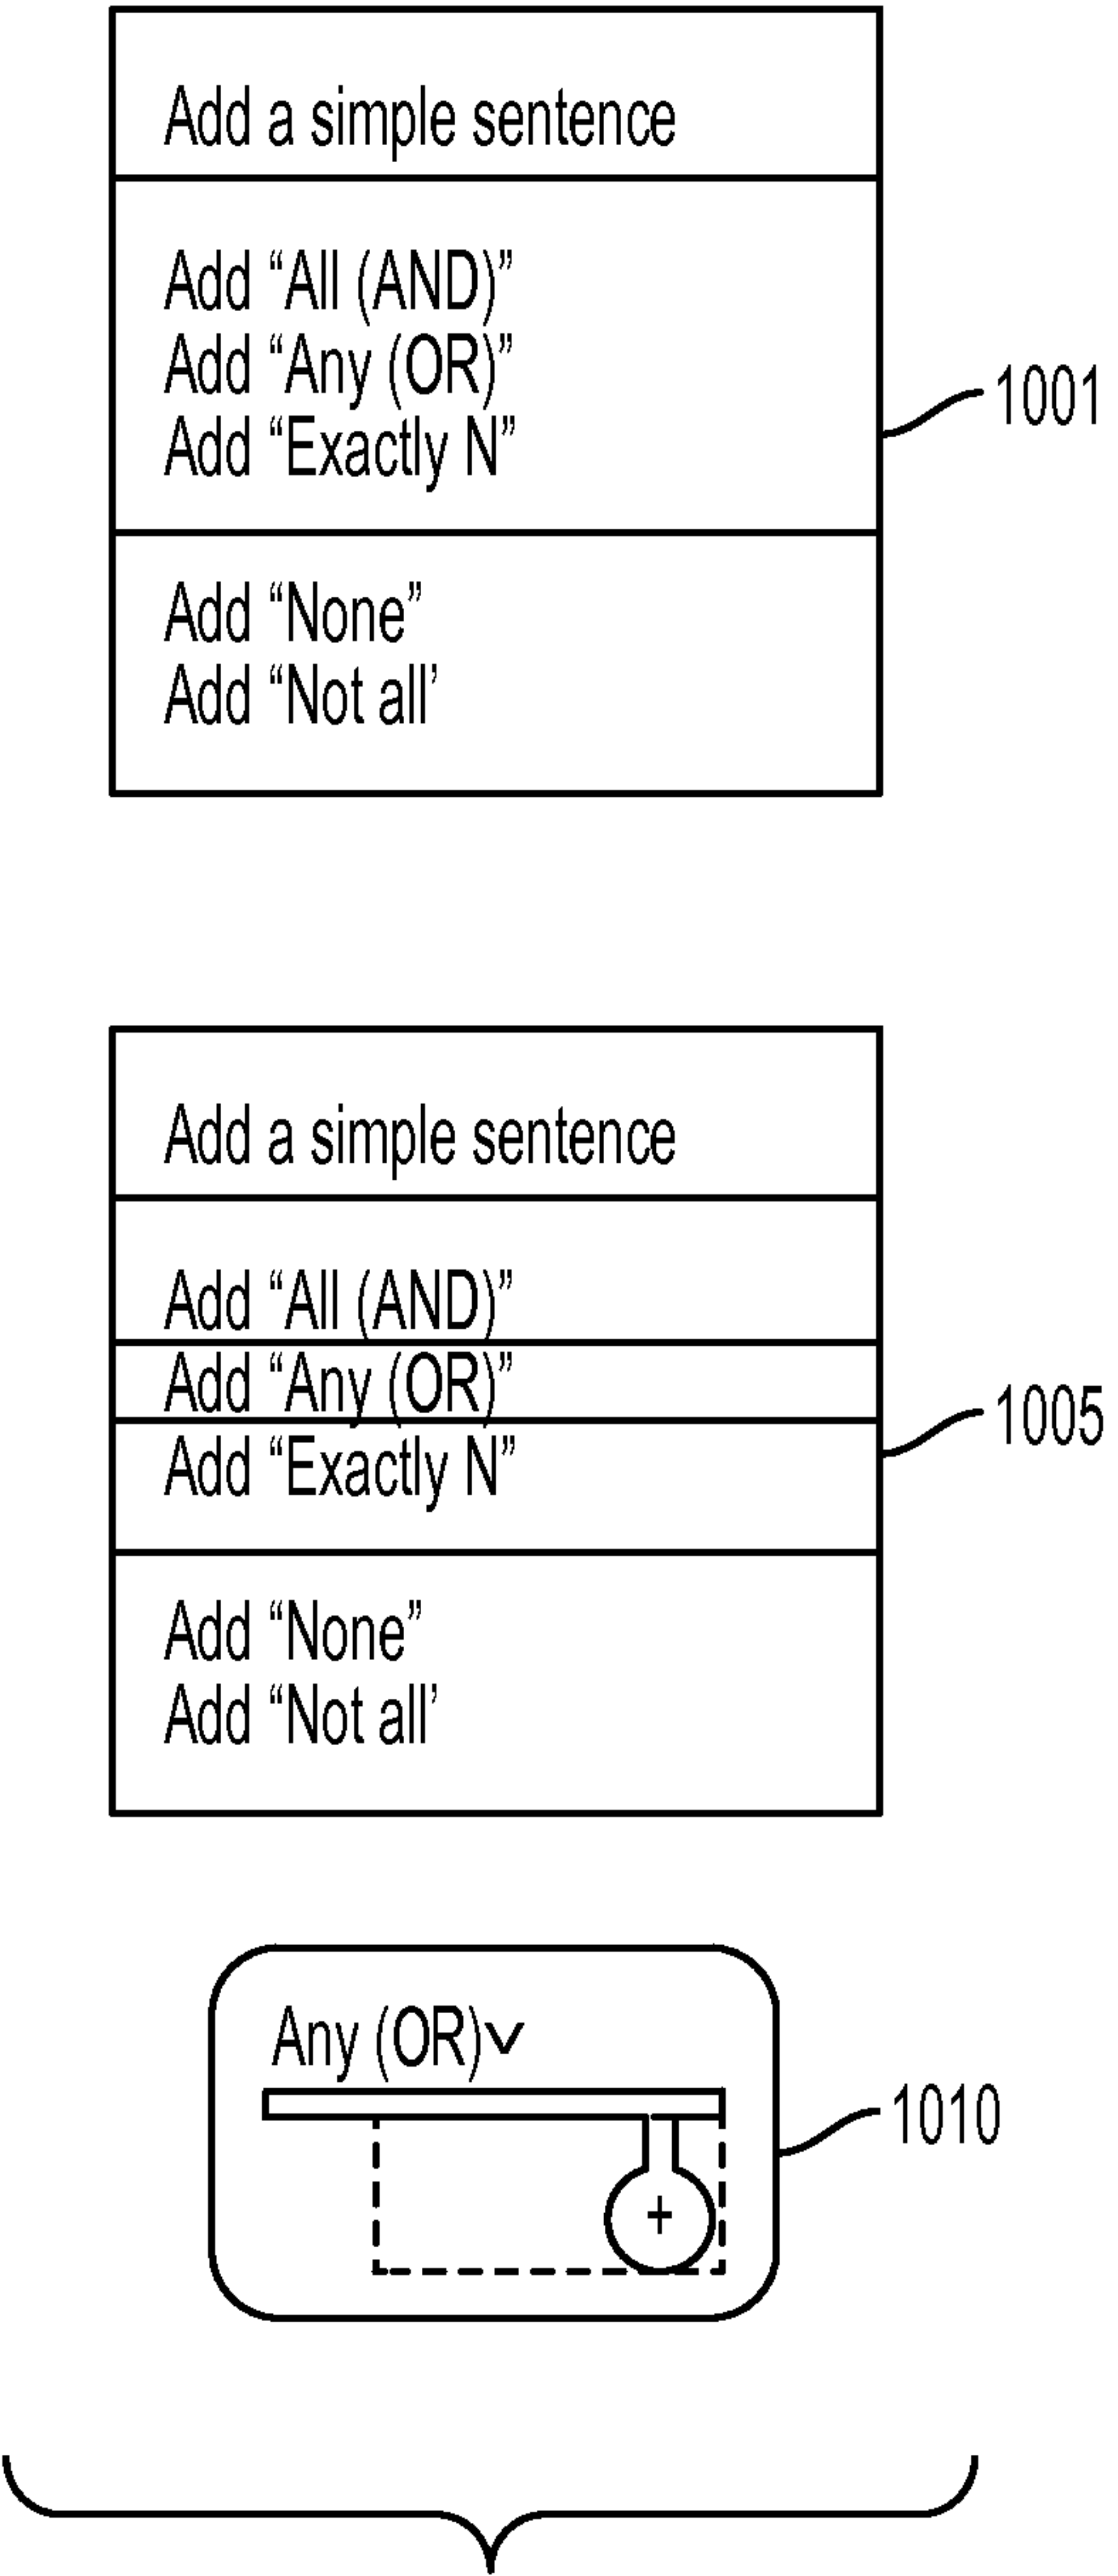 Add a simple sentence
Add “All (AND)”
Add “Any (OR)”
Add “Exactly N”
1001
Add “None”
Add “Not all’
Add a simple sentence
Add “All (AND)”
Add “Any (OR)”
Add “Exactly N”
1005
Add “None”
Add “Not all’
Any (OR)
1010
+